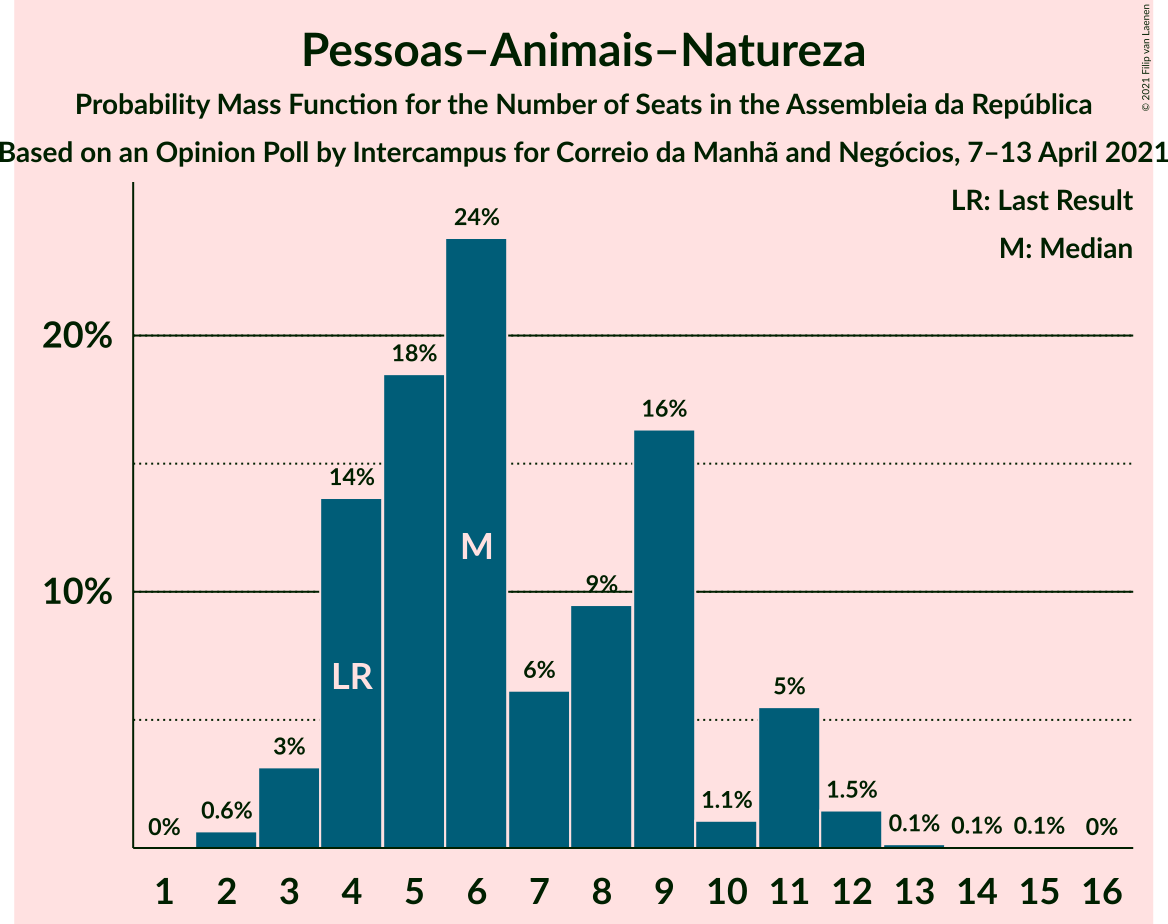 Pessoas–Animais–Natureza
Probability Mass Function for the Number of Seats in the Assembleia da República
Based on an Opinion Poll by Intercampus for Correio da Manhã and Negócios, 7–13 April 2021
© 2021 Filip van Laenen
LR: Last Result
M: Median
20%
10%
0%
0.6%
3%
14%
18%
24%
6%
9%
16%
1.1%
5%
1.5%
0.1%
0.1%
0.1%
0%
LR
M
1 2 3 4 5 6 7 8 9 10 11 12 13 14 15 16